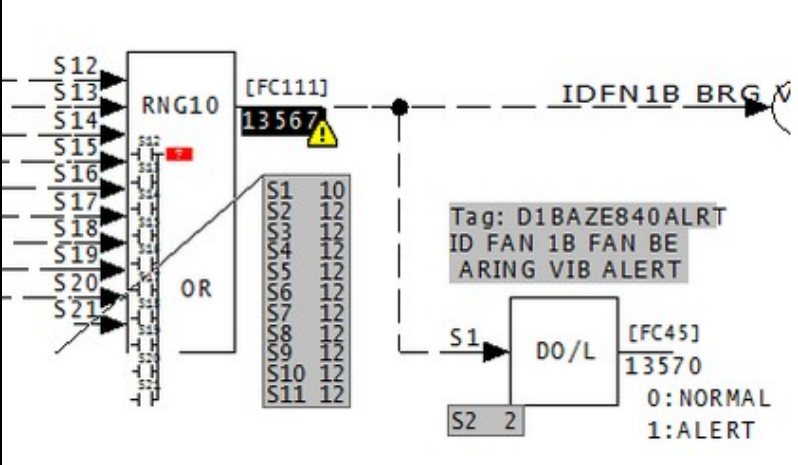 S12
S13
S14
S15
S16
S17
S18
S19
S20
S21
RNG10
OR
[FC111]
13567
S1 10
S2 12
S3 12
S4 12
S5 12
S6 12
S7 12
S8 12
S9 12
S10 12
S11 12
IDFN1B BRG V
Tag: D1BAZE840ALRT
ID FAN 1B FAN BE
ARING VIB ALERT
S1
DO/L
[FC45]
13570
S2 2
0:NORMAL
1:ALERT